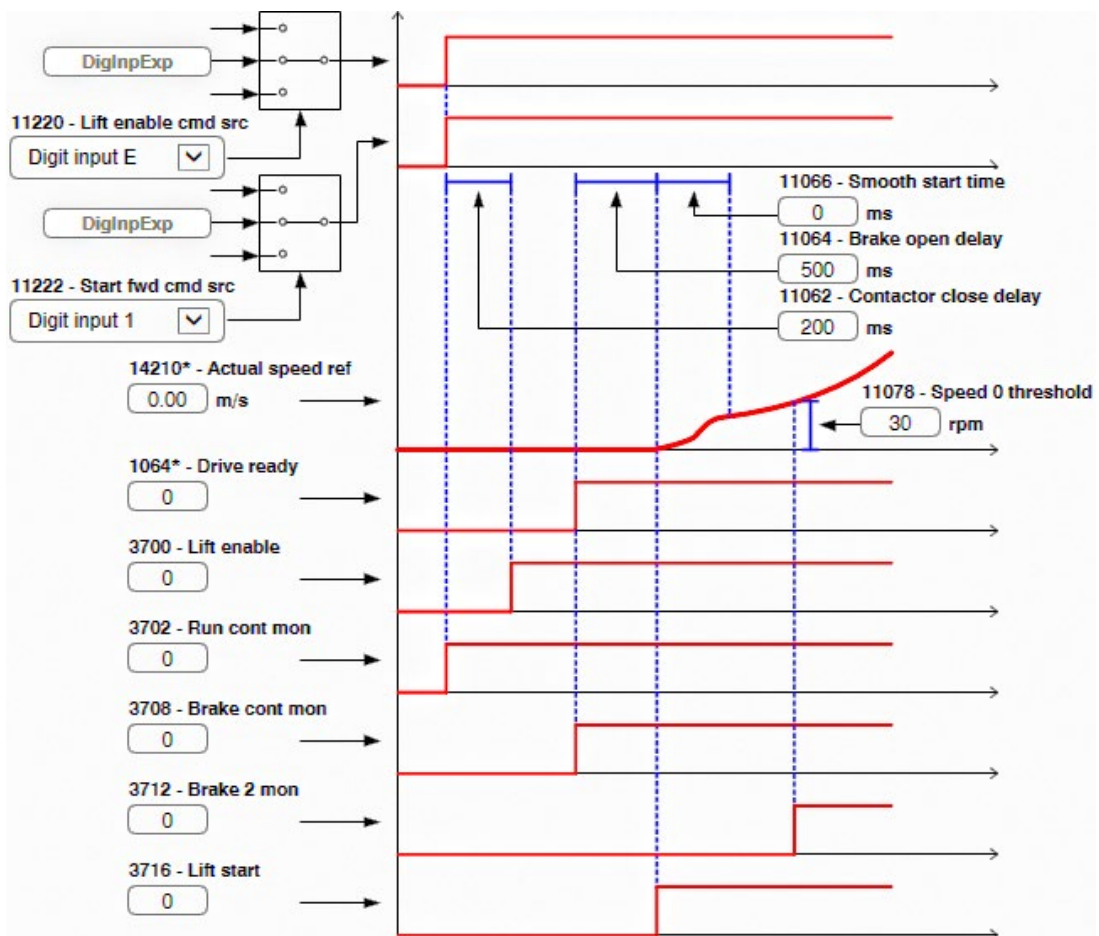 DigInpExp
11220 - Lift enable cmd src
Digit input E
DigInpExp
11222 - Start fwd cmd src
Digit input 1
11066 - Smooth start time
0 ms
11064 - Brake open delay
500 ms
11062 - Contactor close delay
200 ms
14210* - Actual speed ref
0.00 m/s
11078 - Speed 0 threshold
30 rpm
1064* - Drive ready
0
3700 - Lift enable
0
3702 - Run cont mon
0
3708 - Brake cont mon
0
3712 - Brake 2 mon
0
3716 - Lift start
0